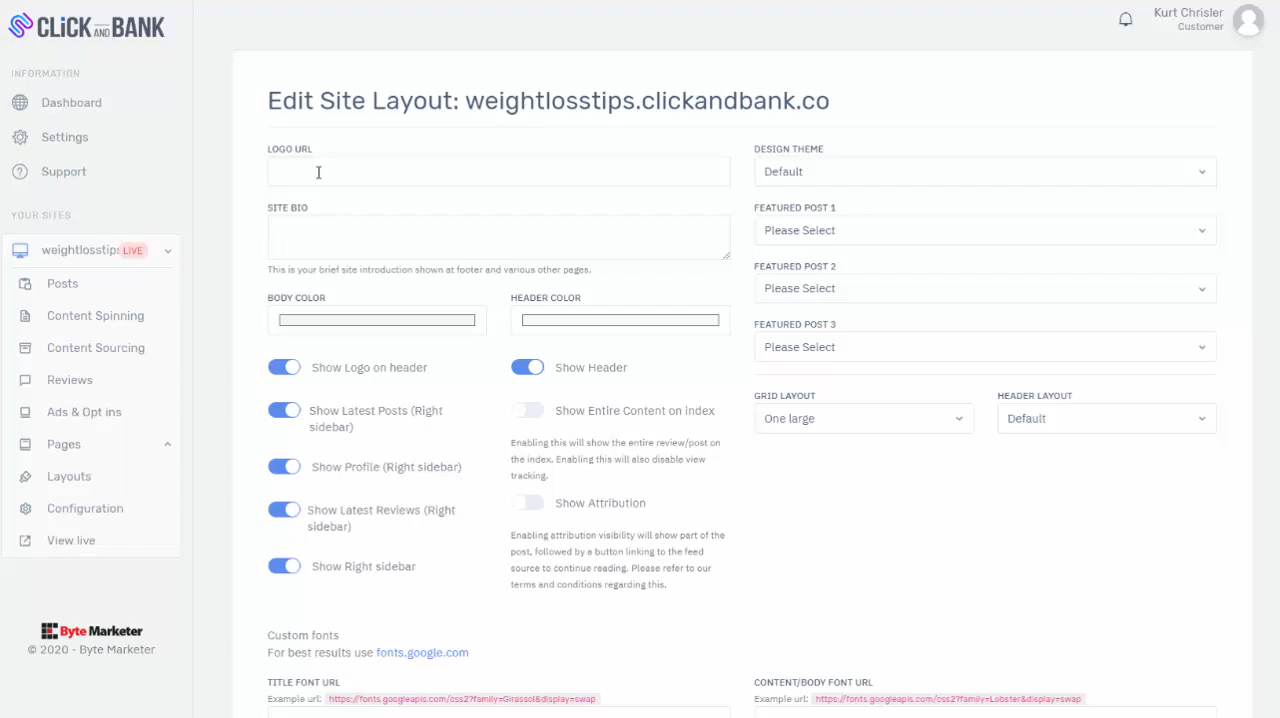 CLiCK AND BANK
Kurt Chrisler
Customer
INFORMATION
Dashboard
Settings
Support
YOUR SITES
weightlosstips LIVE
Posts
Content Spinning
Content Sourcing
Reviews
Ads & Opt ins
Pages
Layouts
Configuration
View live
Byte Marketer
© 2020 - Byte Marketer
Edit Site Layout: weightlosstips.clickandbank.co
LOGO URL
SITE BIO
This is your brief site introduction shown at footer and various other pages.
BODY COLOR
HEADER COLOR
Show Logo on header
Show Latest Posts (Right
sidebar)
Show Profile (Right sidebar)
Show Latest Reviews (Right
sidebar)
Show Right sidebar
Show Header
Show Entire Content on index
Enabling this will show the entire review/post on
the index. Enabling this will also disable view
tracking.
Show Attribution
Enabling attribution visibility will show part of the
post, followed by a button linking to the feed
source to continue reading. Please refer to our
terms and conditions regarding this.
DESIGN THEME
Default
FEATURED POST 1
Please Select
FEATURED POST 2
Please Select
FEATURED POST 3
Please Select
GRID LAYOUT
One large
HEADER LAYOUT
Default
Custom fonts
For best results use fonts.google.com
TITLE FONT URL
Example url: https://fonts.googleapis.com/css2?family=Girassol&display=swap
CONTENT/BODY FONT URL
Example url: https://fonts.googleapis.com/css2?family=Lobster&display=swap